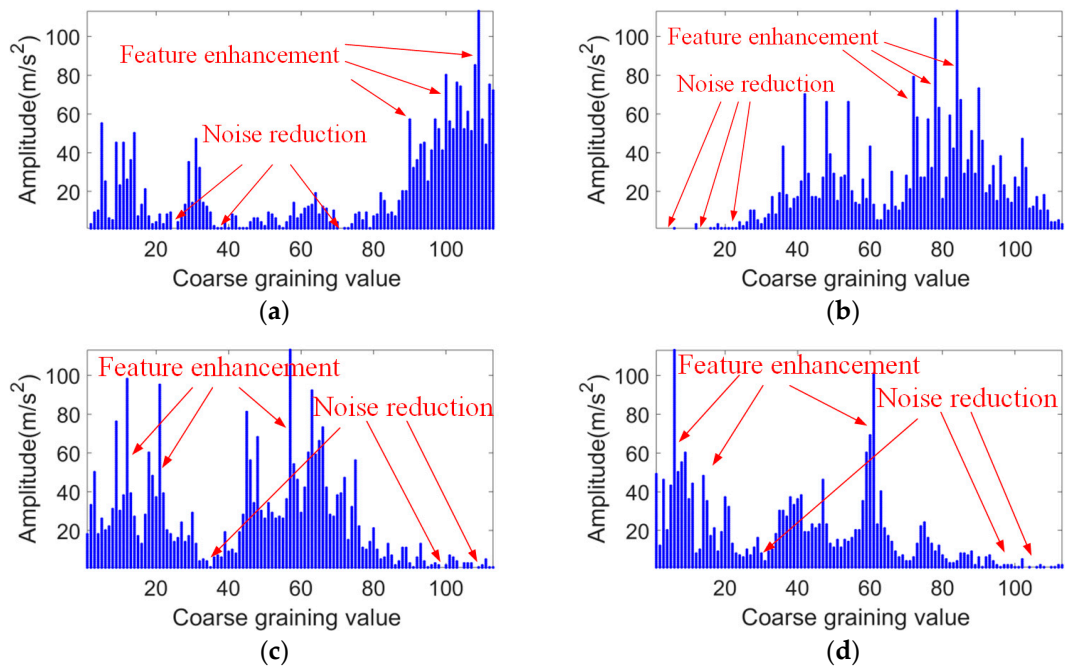 Amplitude(m/s²)
100
80
60
40
20
Feature enhancement
Noise reduction
20 40 60 80 100
Coarse graining value
(a)
Amplitude(m/s²)
100
80
60
40
20
Feature enhancement
Noise reduction
20 40 60 80 100
Coarse graining value
(b)
Amplitude(m/s²)
100
80
60
40
20
Feature enhancement
Noise reduction
20 40 60 80 100
Coarse graining value
(c)
Amplitude(m/s²)
100
80
60
40
20
Feature enhancement
Noise reduction
20 40 60 80 100
Coarse graining value
(d)